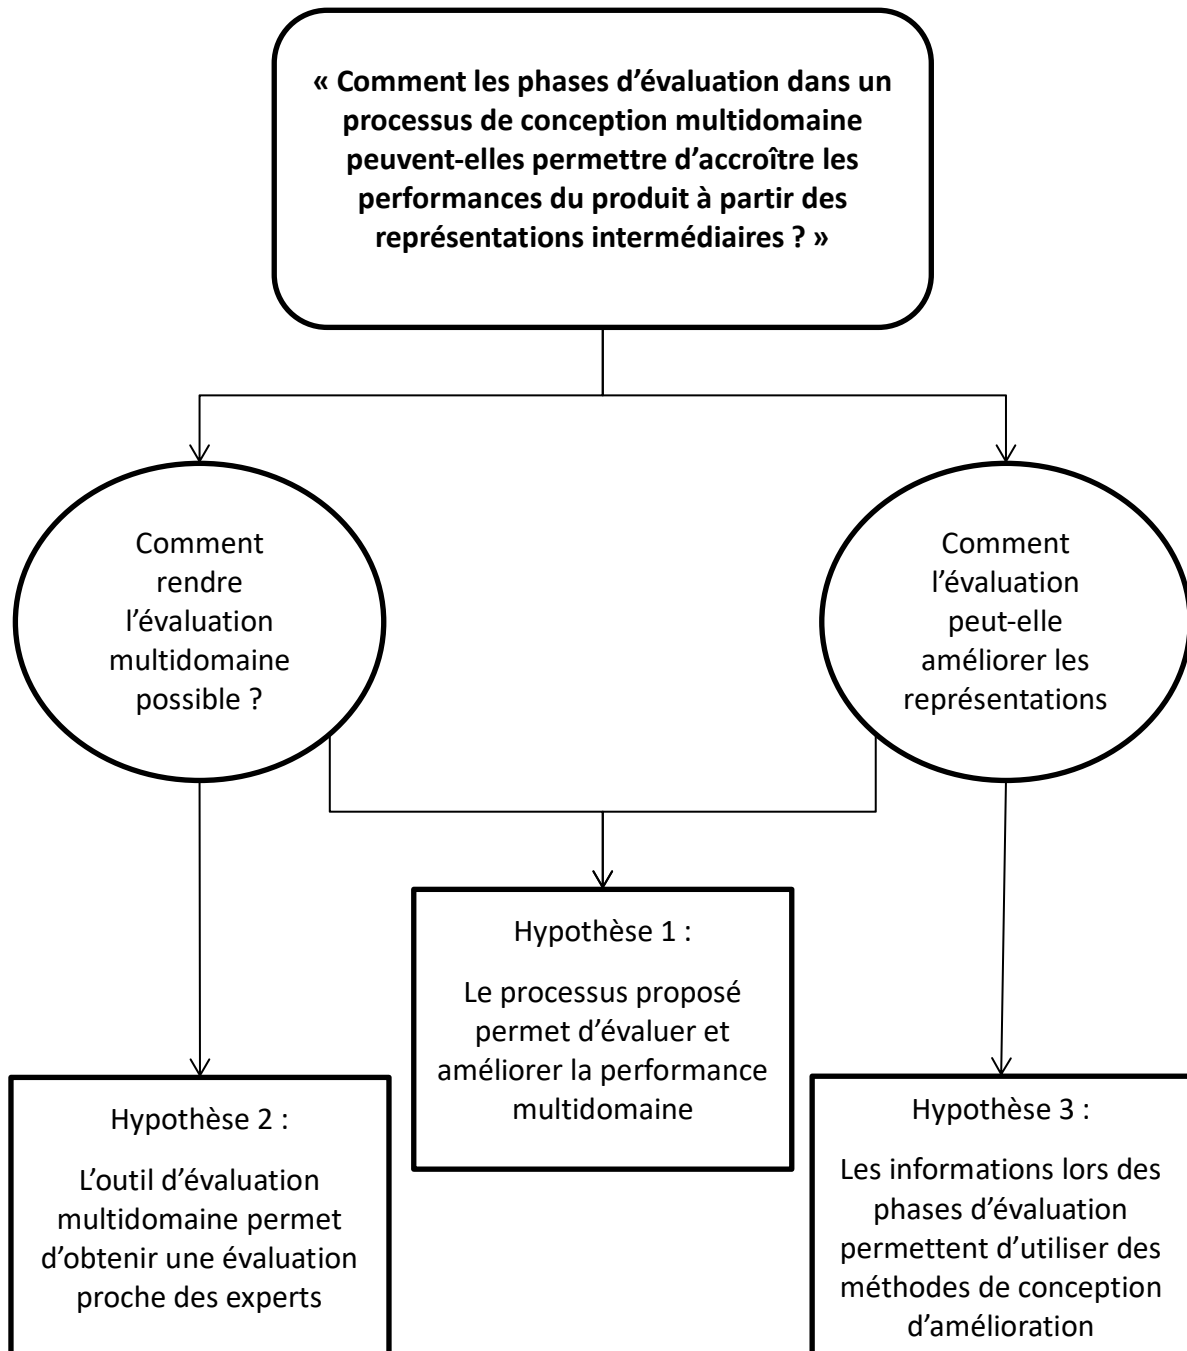 « Comment les phases d’évaluation dans un
processus de conception multidomaine
peuvent-elles permettre d’accroître les
performances du produit à partir des
représentations intermédiaires ? »
Comment
rendre
l’évaluation
multidomaine
possible ?
Comment
l’évaluation
peut-elle
améliorer les
représentations
Hypothèse 1 :
Le processus proposé
permet d’évaluer et
améliorer la performance
multidomaine
Hypothèse 2 :
L’outil d’évaluation
multidomaine permet
d’obtenir une évaluation
proche des experts
Hypothèse 3 :
Les informations lors des
phases d’évaluation
permettent d’utiliser des
méthodes de conception
d’amélioration